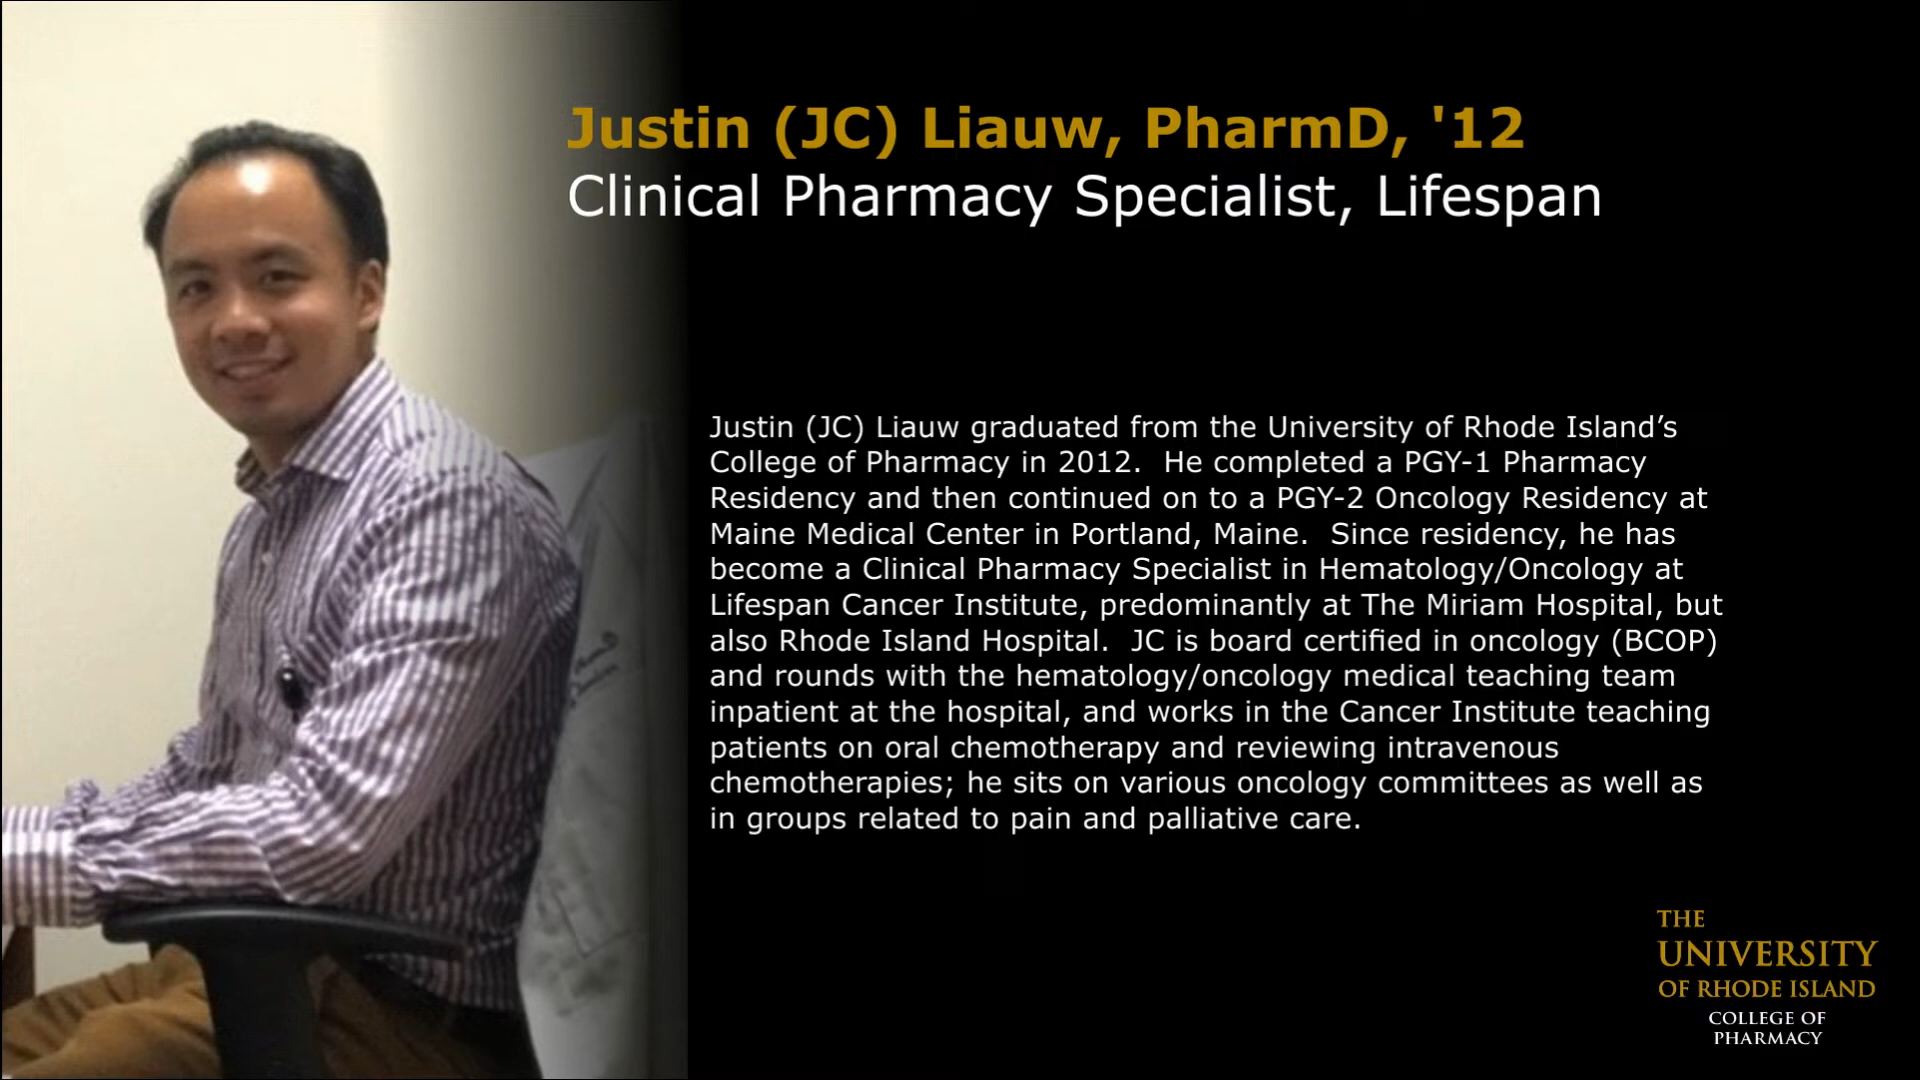 Justin (JC) Liauw, PharmD, '12
Clinical Pharmacy Specialist, Lifespan
Justin (JC) Liauw graduated from the University of Rhode Island’s
College of Pharmacy in 2012.  He completed a PGY-1 Pharmacy
Residency and then continued on to a PGY-2 Oncology Residency at
Maine Medical Center in Portland, Maine.  Since residency, he has
become a Clinical Pharmacy Specialist in Hematology/Oncology at
Lifespan Cancer Institute, predominantly at The Miriam Hospital, but
also Rhode Island Hospital.  JC is board certified in oncology (BCOP)
and rounds with the hematology/oncology medical teaching team
inpatient at the hospital, and works in the Cancer Institute teaching
patients on oral chemotherapy and reviewing intravenous
chemotherapies; he sits on various oncology committees as well as
in groups related to pain and palliative care.
THE
UNIVERSITY
OF RHODE ISLAND
COLLEGE OF
PHARMACY